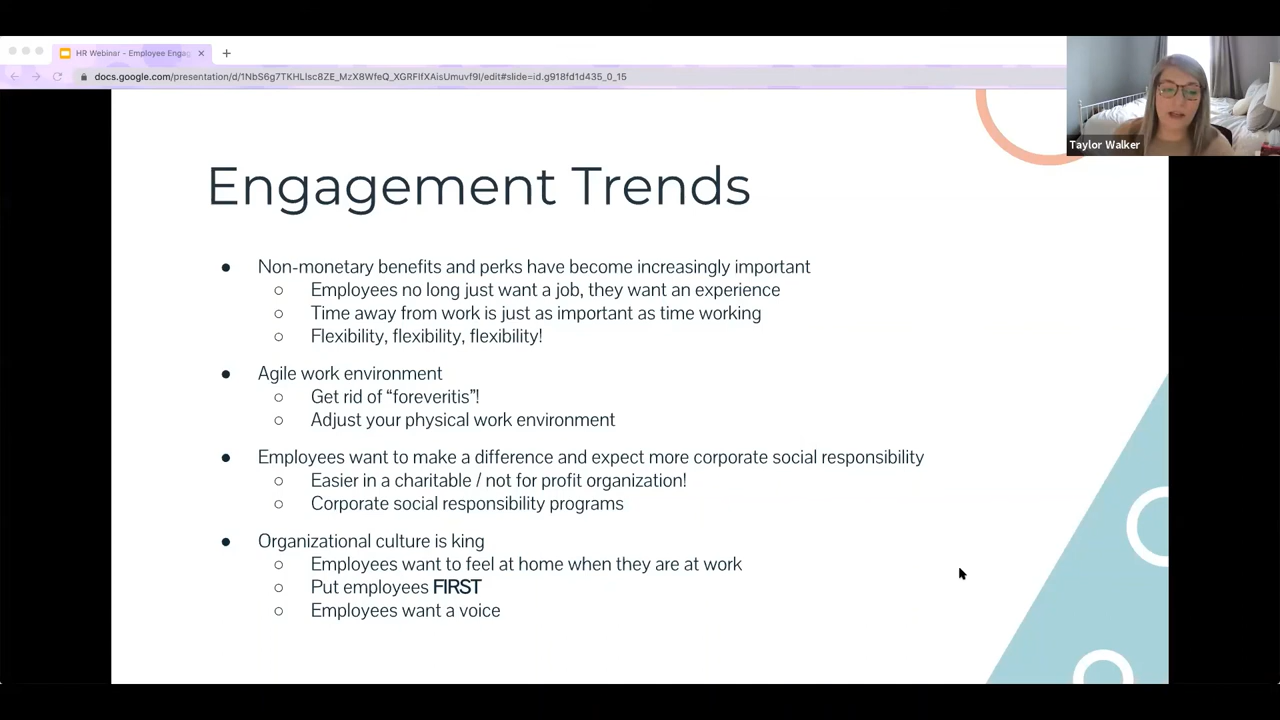 HR Webinar - Employee Engag
docs.google.com/presentation/d/1NbS6g7TKHLlsc8ZE_MzX8WfeQ_XGRFIfXAisUmuvf9I/edit#slide=id.g918fd1d435_0_15
Taylor Walker
Engagement Trends
● Non-monetary benefits and perks have become increasingly important
○ Employees no long just want a job, they want an experience
○ Time away from work is just as important as time working
○ Flexibility, flexibility, flexibility!
● Agile work environment
○ Get rid of “foreveritis”!
○ Adjust your physical work environment
● Employees want to make a difference and expect more corporate social responsibility
○ Easier in a charitable / not for profit organization!
○ Corporate social responsibility programs
● Organizational culture is king
○ Employees want to feel at home when they are at work
○ Put employees FIRST
○ Employees want a voice